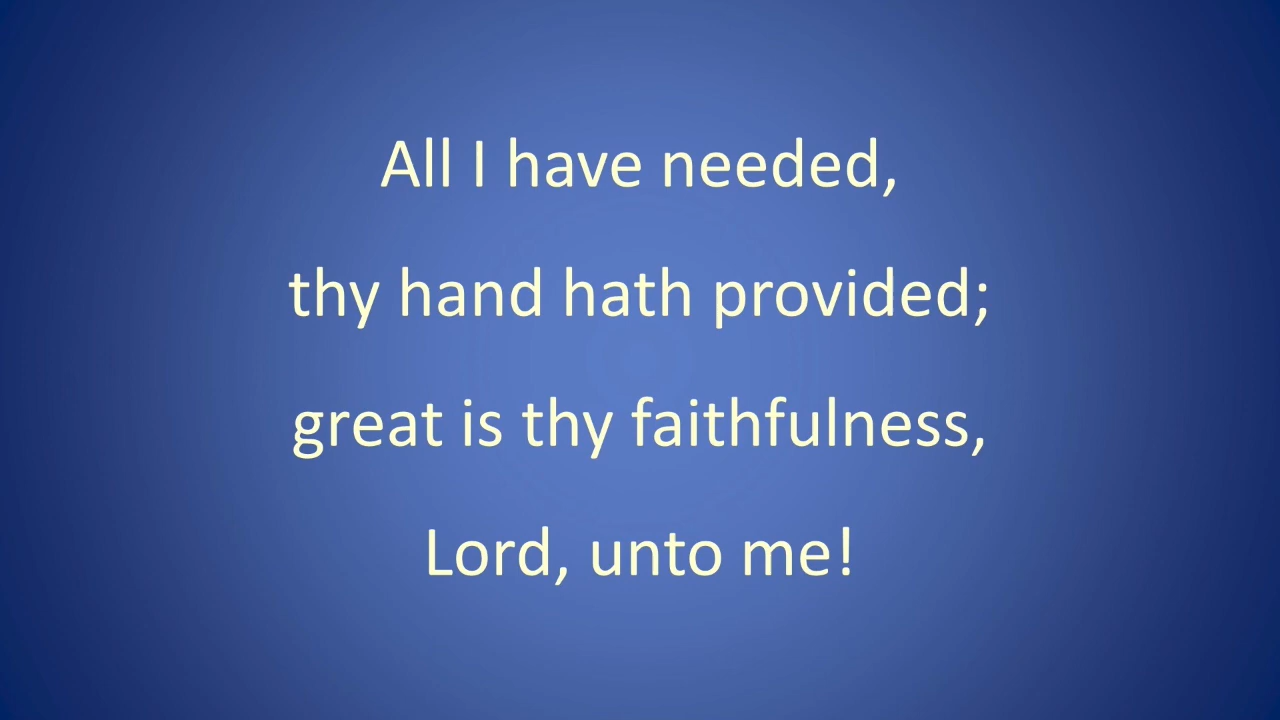 All I have needed,
thy hand hath provided;
great is thy faithfulness,
Lord, unto me!